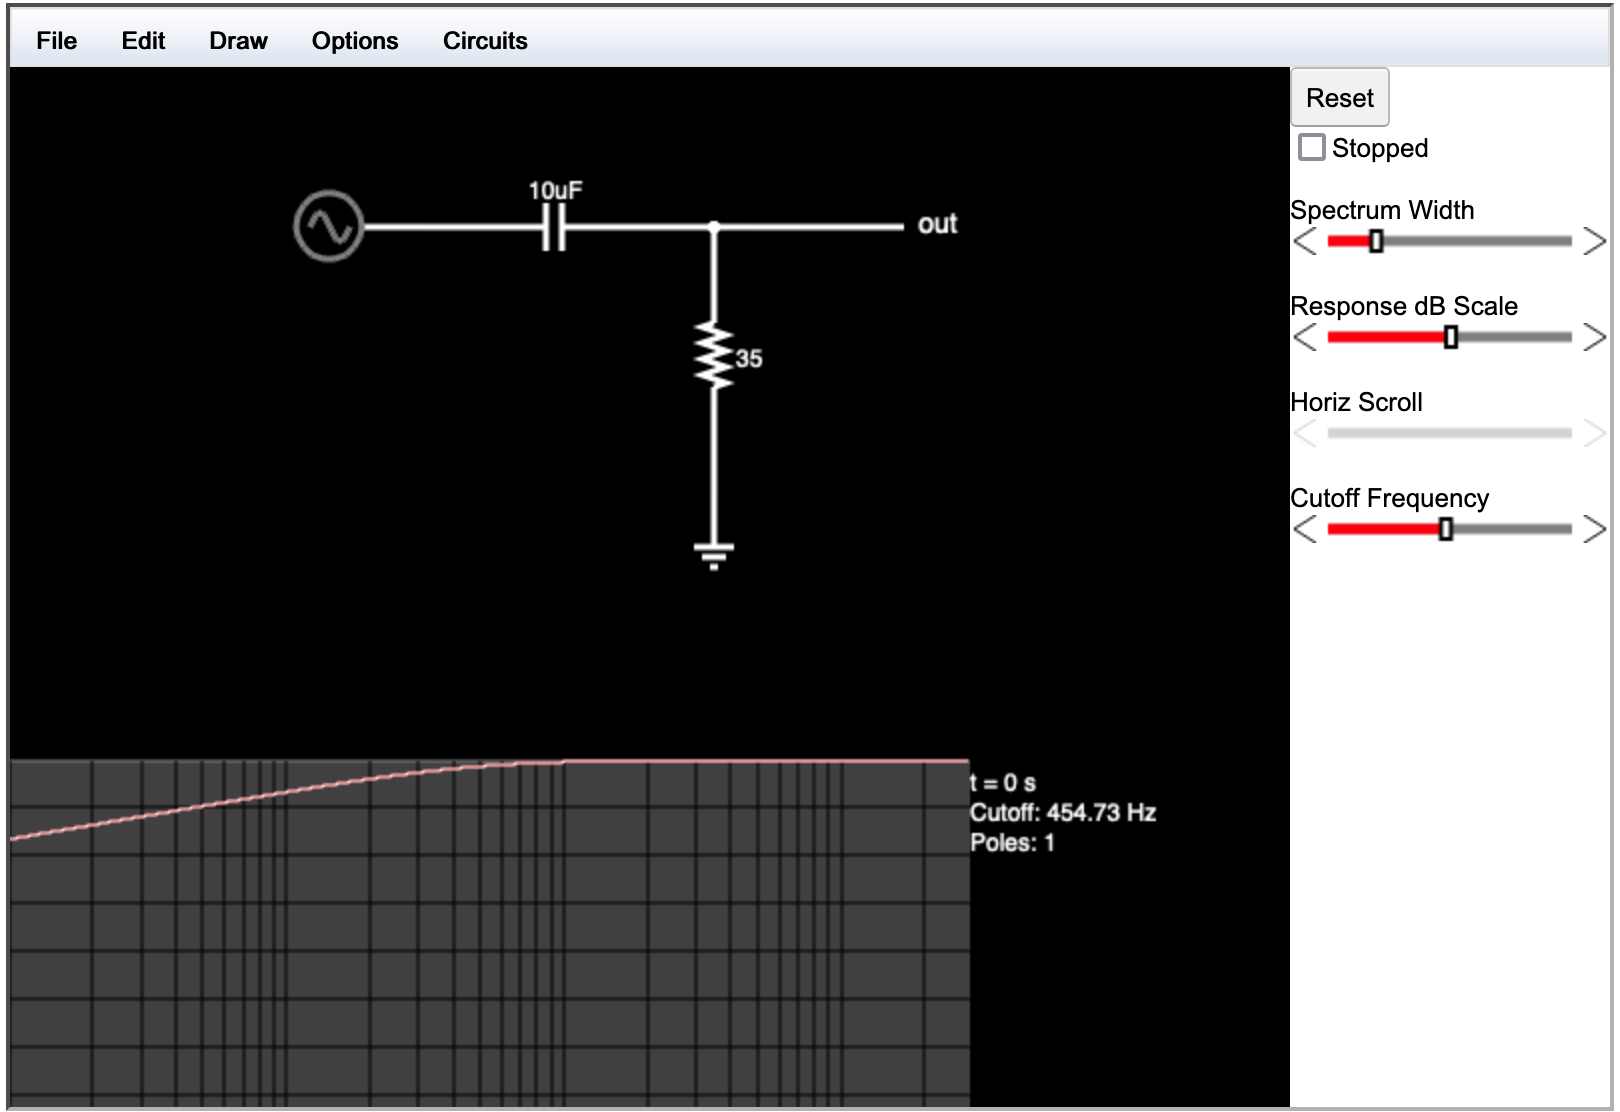 File Edit Draw Options Circuits
Reset
Stopped
Spectrum Width
Response dB Scale
Horiz Scroll
Cutoff Frequency
10uF
out
35
t = 0 s
Cutoff: 454.73 Hz
Poles: 1